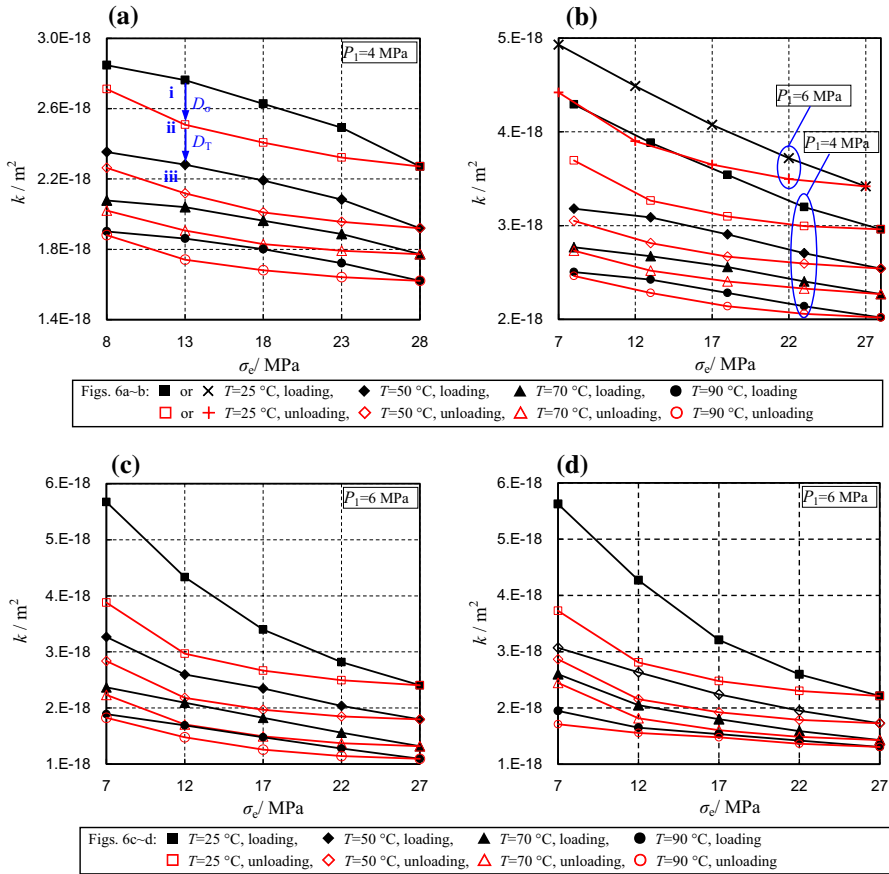 (a)
3.0E-18
2.6E-18
2.2E-18
1.8E-18
1.4E-18
k / m²
P₁=4 MPa
i
Dσ
ii
D_T
iii
8 13 18 23 28
σₑ/ MPa
(b)
5.E-18
4.E-18
3.E-18
2.E-18
k / m²
P₁=6 MPa
P₁=4 MPa
7 12 17 22 27
σₑ/ MPa
Figs. 6a~b: or T=25 °C, loading, T=50 °C, loading, T=70 °C, loading, T=90 °C, loading
or T=25 °C, unloading, T=50 °C, unloading, T=70 °C, unloading, T=90 °C, unloading
(c)
6.E-18
5.E-18
4.E-18
3.E-18
2.E-18
1.E-18
k / m²
P₁=6 MPa
7 12 17 22 27
σₑ/ MPa
(d)
6.E-18
5.E-18
4.E-18
3.E-18
2.E-18
1.E-18
k / m²
P₁=6 MPa
7 12 17 22 27
σₑ/ MPa
Figs. 6c~d: T=25 °C, loading, T=50 °C, loading, T=70 °C, loading, T=90 °C, loading
T=25 °C, unloading, T=50 °C, unloading, T=70 °C, unloading, T=90 °C, unloading